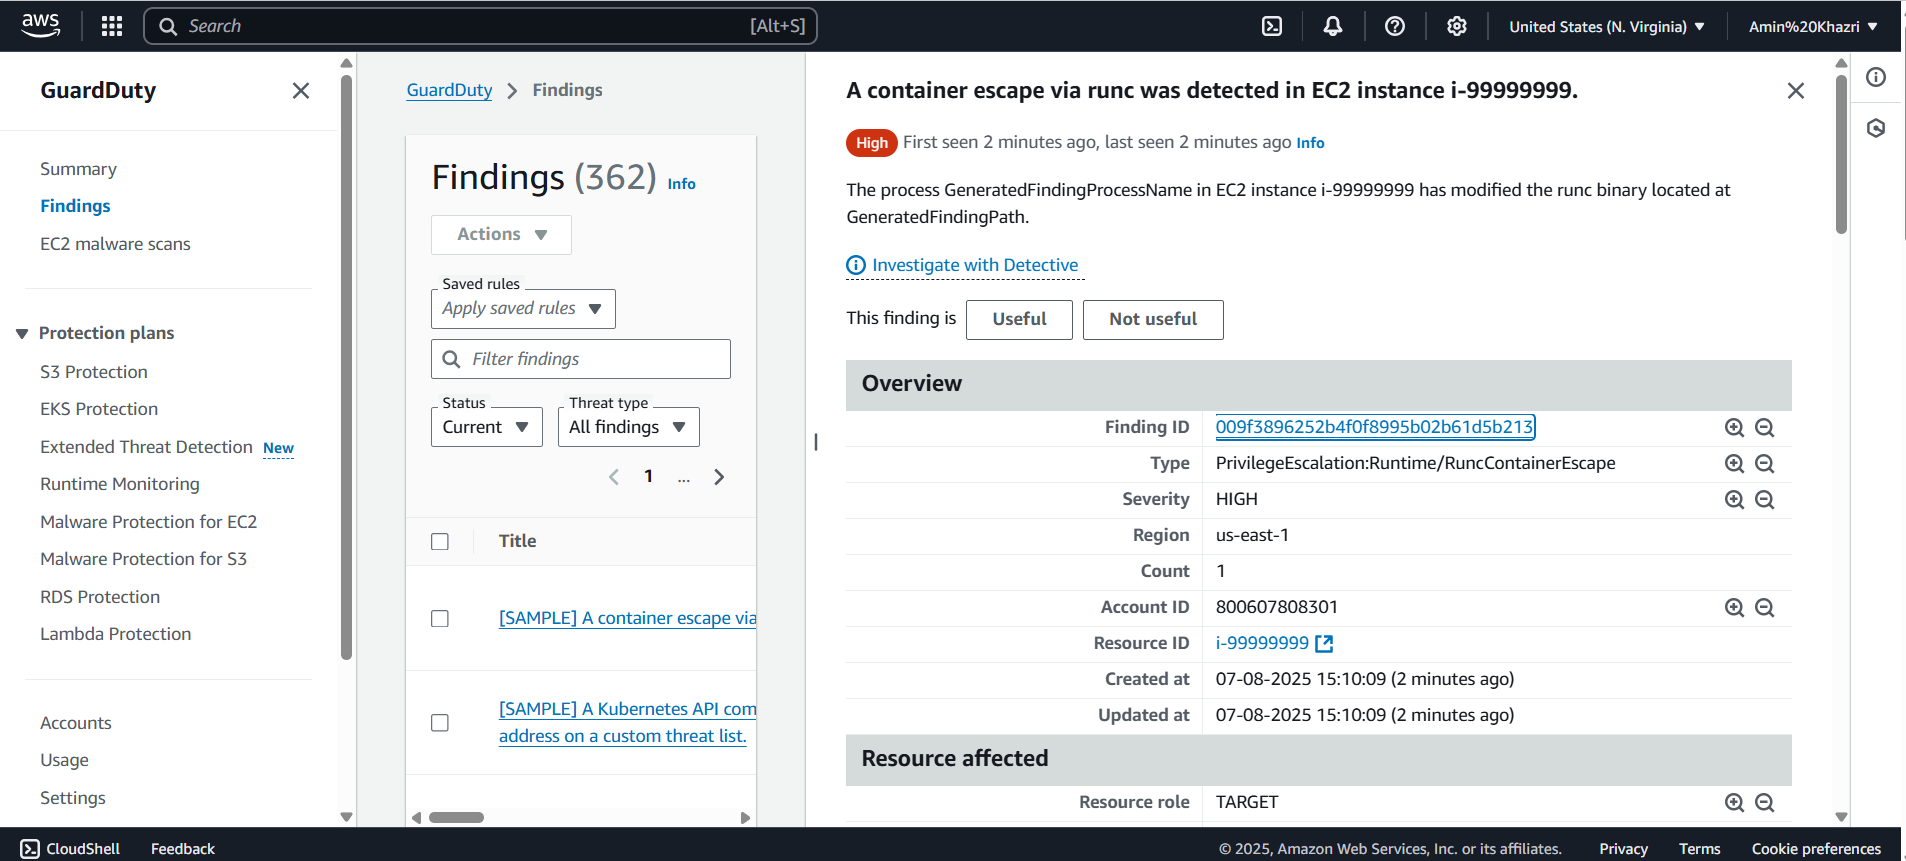 aws
Search
[Alt+S]
United States (N. Virginia)
Amin%20Khazri
GuardDuty
Summary
Findings
EC2 malware scans
Protection plans
S3 Protection
EKS Protection
Extended Threat Detection New
Runtime Monitoring
Malware Protection for EC2
Malware Protection for S3
RDS Protection
Lambda Protection
Accounts
Usage
Settings
GuardDuty
Findings
Findings (362) Info
Actions
Saved rules
Apply saved rules
Filter findings
Status
Current
Threat type
All findings
1 ...
Title
[SAMPLE] A container escape via
[SAMPLE] A Kubernetes API com
address on a custom threat list.
A container escape via runc was detected in EC2 instance i-99999999.
High First seen 2 minutes ago, last seen 2 minutes ago Info
The process GeneratedFindingProcessName in EC2 instance i-99999999 has modified the runc binary located at
GeneratedFindingPath.
Investigate with Detective
This finding is Useful Not useful
Overview
Finding ID 009f3896252b4f0f8995b02b61d5b213
Type PrivilegeEscalation:Runtime/RuncContainerEscape
Severity HIGH
Region us-east-1
Count 1
Account ID 800607808301
Resource ID i-99999999
Created at 07-08-2025 15:10:09 (2 minutes ago)
Updated at 07-08-2025 15:10:09 (2 minutes ago)
Resource affected
Resource role TARGET
CloudShell Feedback © 2025, Amazon Web Services, Inc. or its affiliates. Privacy Terms Cookie preferences